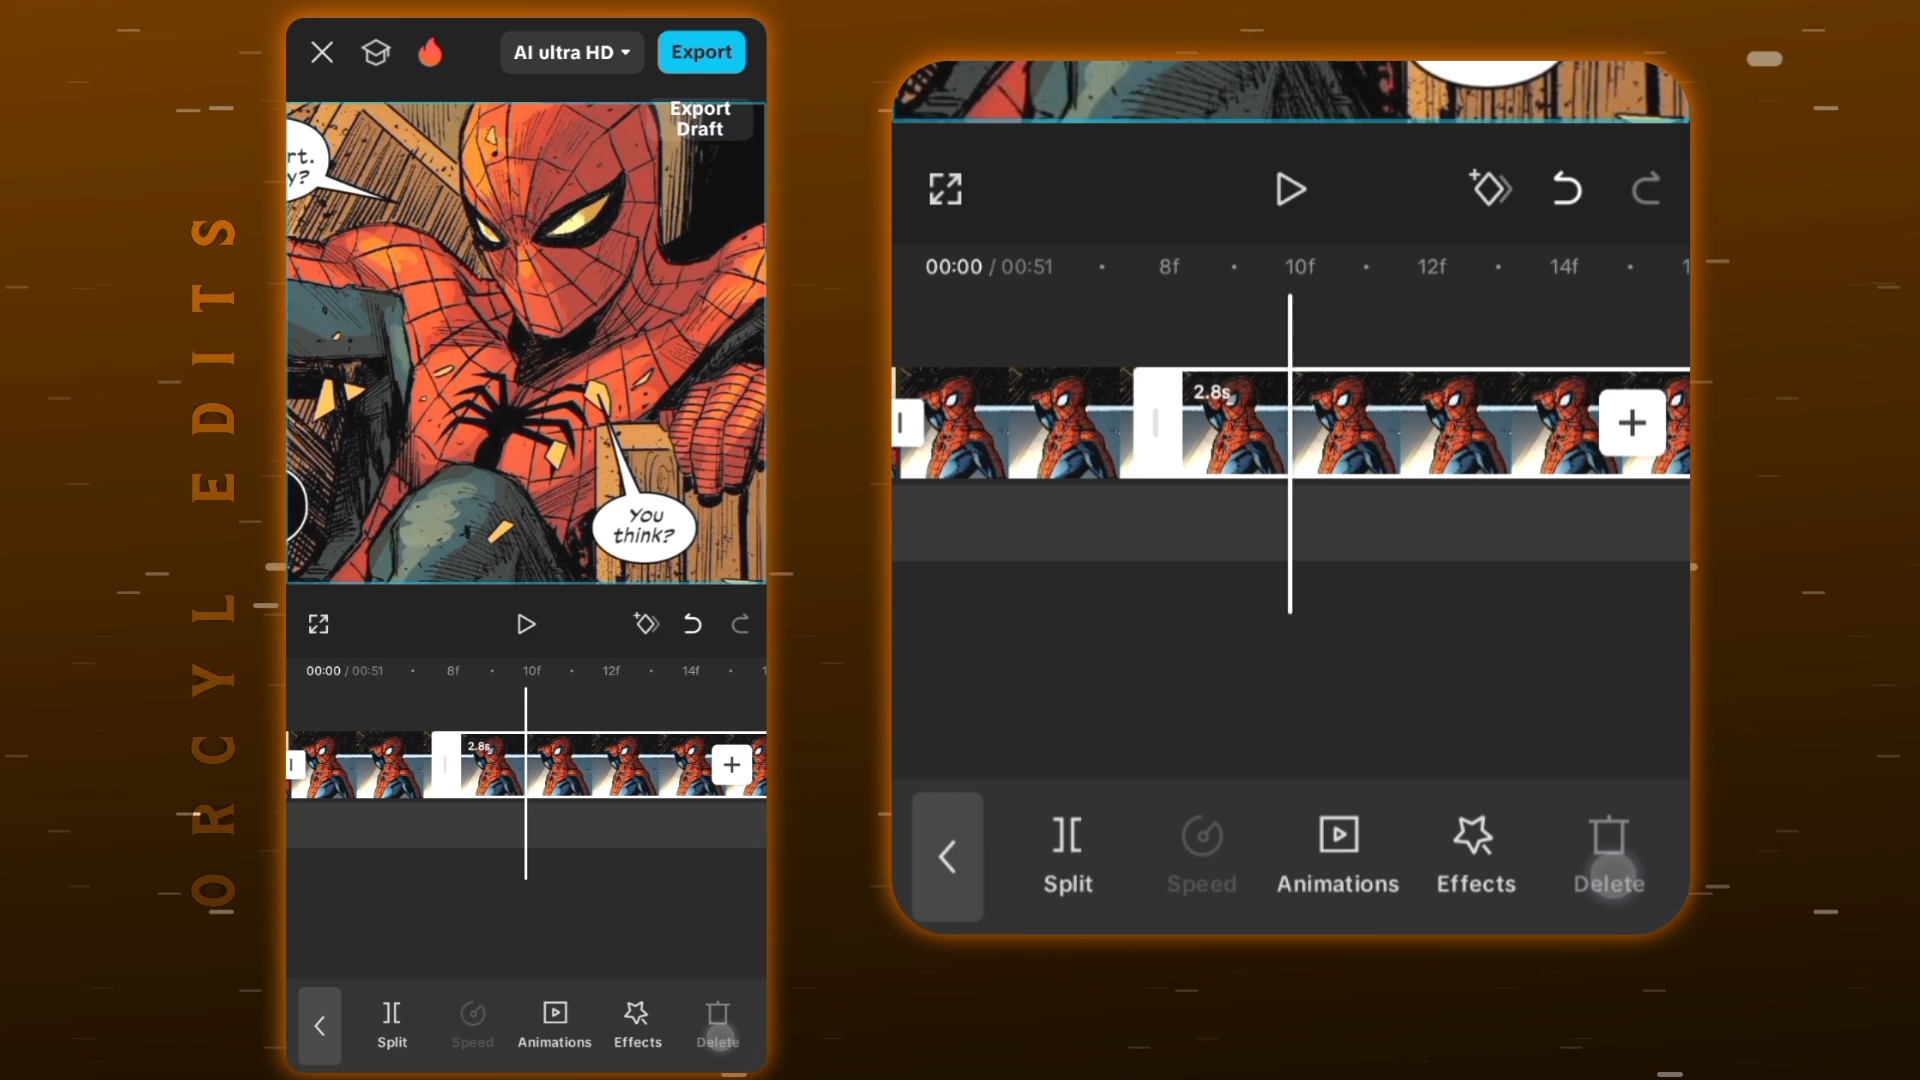 ORCYL EDITS
AI ultra HD
Export
Export
Draft
rt.
y?
You
think?
00:00 / 00:51
8f
10f
12f
14f
1
2.8s
Split
Speed
Animations
Effects
Delete
00:00 / 00:51
8f
10f
12f
14f
1
2.8s
Split
Speed
Animations
Effects
Delete